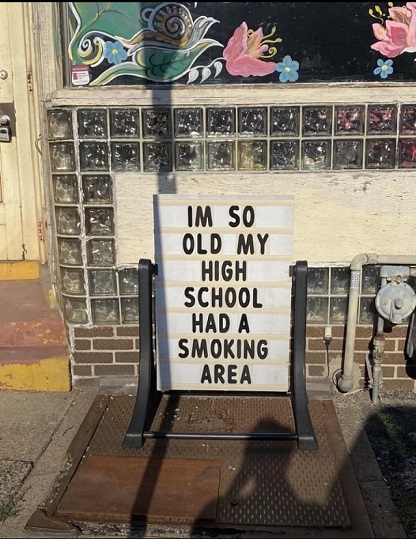 IM SO
OLD MY
HIGH
SCHOOL
HAD A
SMOKING
AREA